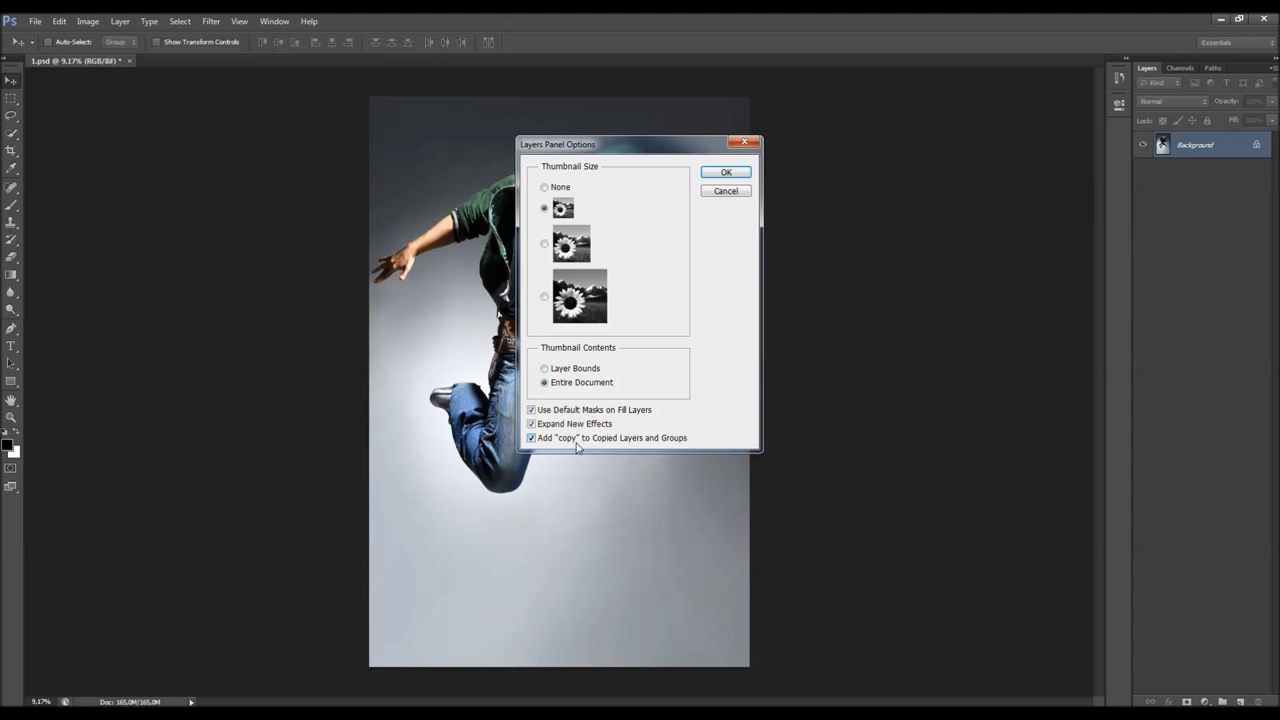 Ps File Edit Image Layer Type Select Filter View Window Help
Auto-Select: Group Show Transform Controls Essentials
1.psd @ 9,17% (RGB/8#) *
Layers Channels Paths
Kind
Normal Opacity: 100%
Lock: Fill: 100%
Background
Layers Panel Options
Thumbnail Size
OK
None
Cancel
Thumbnail Contents
Layer Bounds
Entire Document
Use Default Masks on Fill Layers
Expand New Effects
Add "copy" to Copied Layers and Groups
9,17% Doc: 165,0M/165,0M